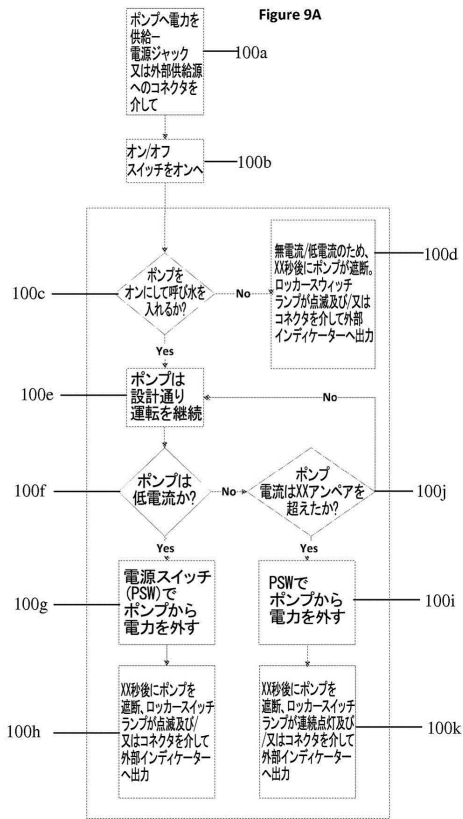 Figure 9A
ポンプへ電力を
供給ー
電源ジャック
又は外部供給源
へのコネクタを
介して
100a
オン/オフ
スイッチをオンへ
100b
無電流/低電流のため、
XX秒後にポンプが遮断。
ロッカースウィッチ
ランプが点滅及び/又は
コネクタを介して外部
インディケーターへ出力
100d
100c
ポンプを
オンにして呼び水を
入れるか?
No
Yes
100e
ポンプは
設計通り
運転を継続
No
100f
ポンプは
低電流か?
No
ポンプ
電流はXXアンペアを
超えたか?
100j
Yes
Yes
100g
電源スイッチ
(PSW)で
ポンプから
電力を外す
PSWで
ポンプから
電力を外す
100i
100h
XX秒後にポンプを
遮断、ロッカースイッチ
ランプが点滅及び/
又はコネクタを介して
外部インディケーター
へ出力
XX秒後にポンプを
遮断、ロッカースイッチ
ランプが連続点灯及び
/又はコネクタを介して
外部インディケーター
へ出力
100k